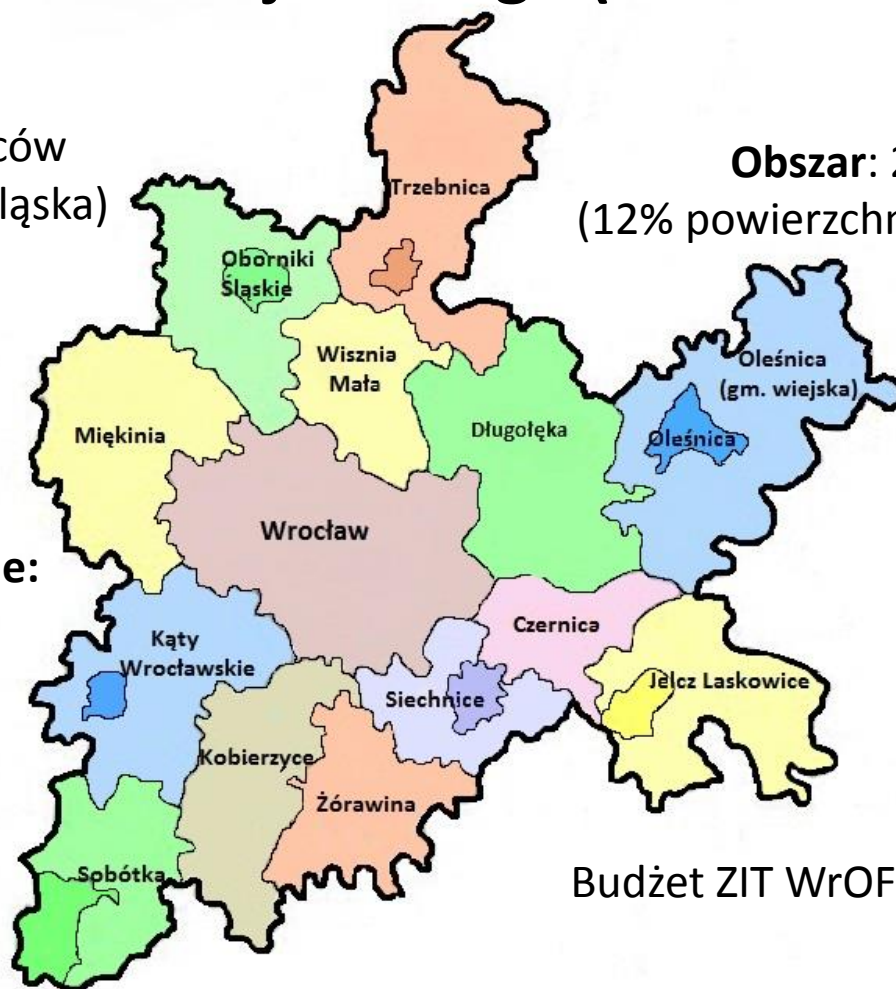 ców
ląska)
Obszar: 2
(12% powierzchn
Trzebnica
Oborniki
Śląskie
Wisznia
Mała
Oleśnica
(gm. wiejska)
Miękinia
Długołęka
Oleśnica
Wrocław
e:
Czernica
Kąty
Wrocławskie
Siechnice
Jelcz Laskowice
Kobierzyce
Żórawina
Sobótka
Budżet ZIT WrOF